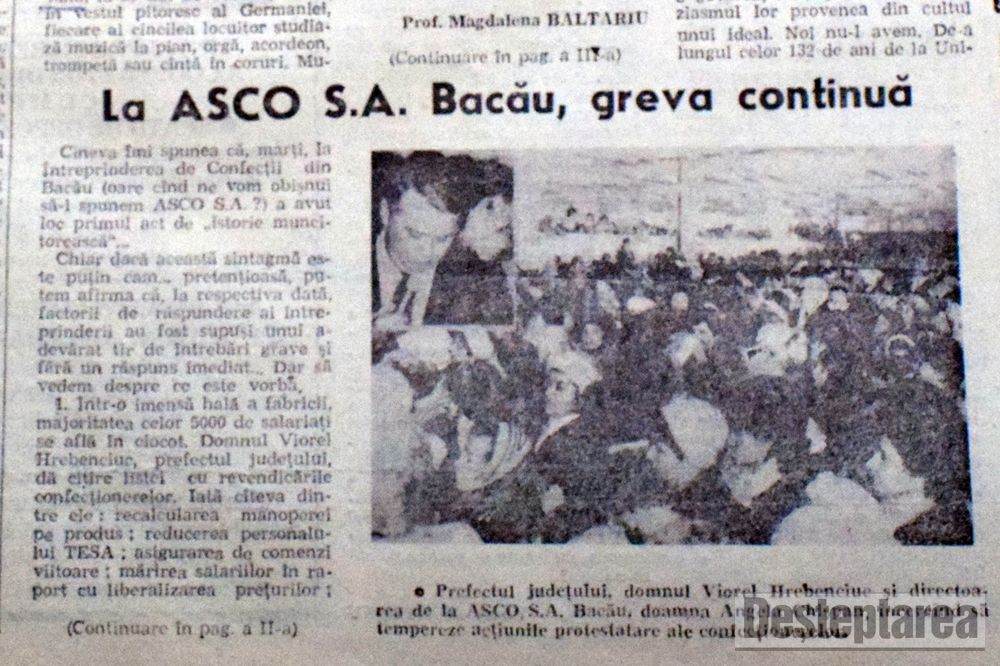 în vestul pitoresc al Germaniei,
fiecare al cincilea locuitor studia-
ză muzică la pian, orgă, acordeon,
trompetă sau cîntă în coruri. Mu-
Prof. Magdalena BALTARIU
(Continuare în pag. a III-a)
ziasmul lor provenea din cultul
unui ideal. Noi nu-l avem. De-a
lungul celor 132 de ani de la Uni-
La ASCO S.A. Bacău, greva continuă
Cineva îmi spunea că, marți, la
Întreprinderea de Confecții din
Bacău (oare cînd ne vom obișnui
să-i spunem ASCO S.A.?) a avut
loc primul act de „istorie munci-
torească"...
Chiar dacă această sintagmă es-
te puțin cam... pretențioasă, pu-
tem afirma că, la respectiva dată,
factorii de răspundere ai între-
prinderii au fost supuși unui a-
devărat tir de întrebări grave și
fără un răspuns imediat... Dar să
vedem despre ce este vorbă,
1. Într-o imensă hală a fabricii,
majoritatea celor 5000 de salariați
se află în clocot. Domnul Viorel
Hrebenciuc, prefectul județului,
dă citire listei cu revendicările
confecționerelor. Iată cîteva din-
tre ele: recalcularea manoperei
pe produs; reducerea personalu-
lui TESA; asigurarea de comenzi
viitoare; mărirea salariilor în ra-
port cu liberalizarea prețurilor;
(Continuare în pag. a II-a)
● Prefectul județului, domnul Viorel Hrebenciuc și directoa-
rea de la ASCO S.A. Bacău, doamna Angela încercînd să
tempereze acțiunile protestatare ale confecționerelor
Deșteptarea